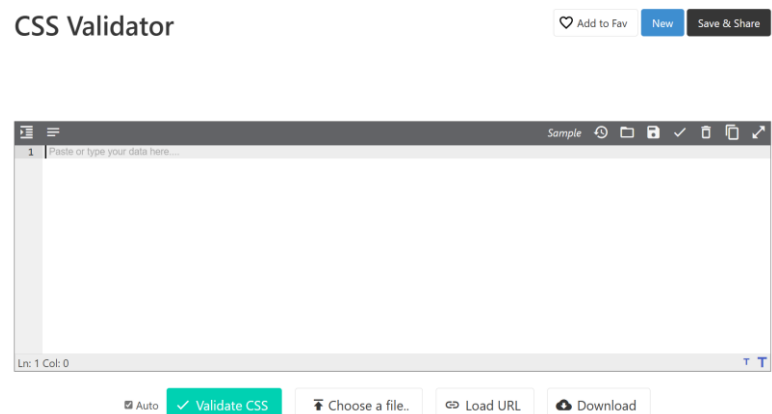 CSS Validator
Add to Fav New Save & Share
Sample
1 Paste or type your data here....
Ln: 1 Col: 0 T T
Auto Validate CSS Choose a file.. Load URL Download